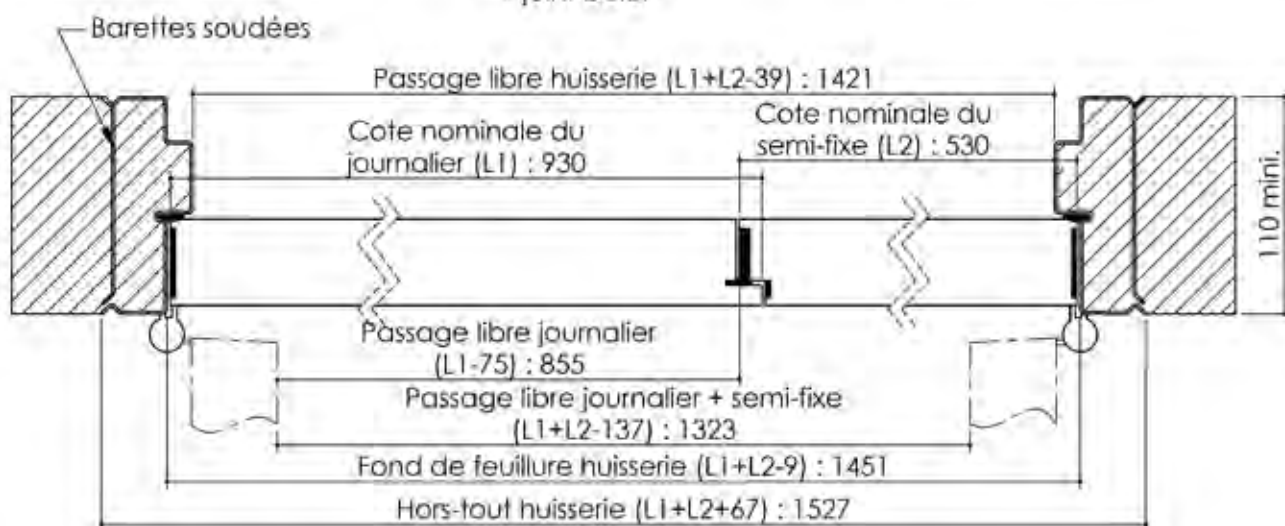 Barettes soudées
Passage libre huisserie (L1+L2-39) : 1421
Cote nominale du
journalier (L1) : 930
Cote nominale du
semi-fixe (L2) : 530
110 mini.
Passage libre journalier
(L1-75) : 855
Passage libre journalier + semi-fixe
(L1+L2-137) : 1323
Fond de feuillure huisserie (L1+L2-9) : 1451
Hors-tout huisserie (L1+L2+67) : 1527